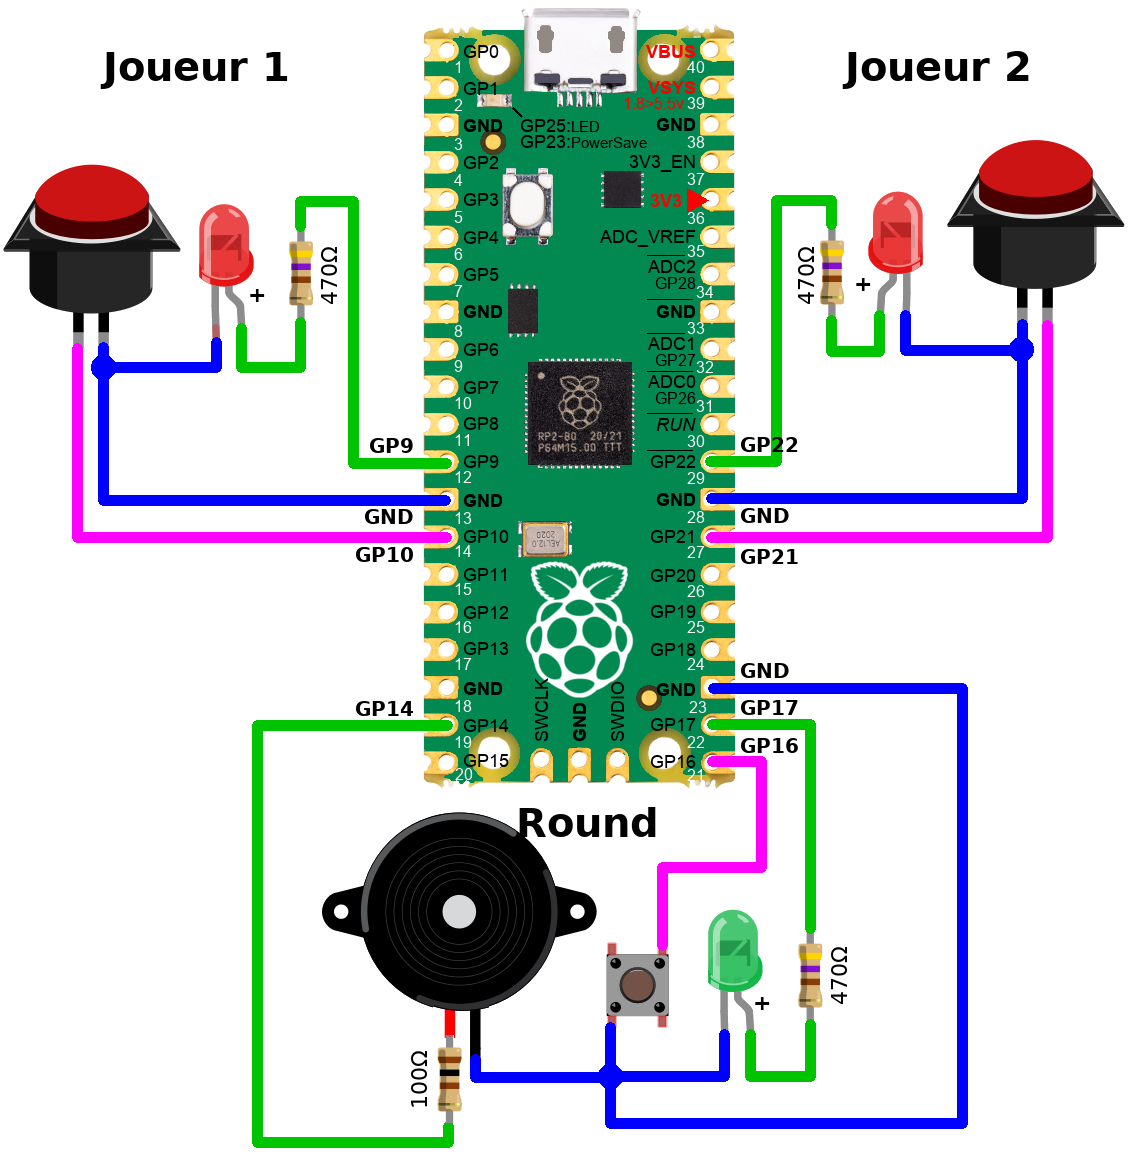 Joueur 1
Joueur 2
GP0
1
GP1
2
GND
3
GP2
4
GP3
5
GP4
6
GP5
7
GND
8
GP6
9
GP7
10
GP8
11
GP9
12
GND
13
GP10
14
GP11
15
GP12
16
GP13
17
GND
18
GP14
19
GP15
20
VBUS
40
VSYS
39
1.8>5.5v
GND
38
3V3_EN
37
3V3
36
ADC_VREF
35
ADC2
GP28
34
GND
33
ADC1
GP27
32
ADC0
GP26
31
RUN
30
GP22
29
GND
28
GP21
27
GP20
26
GP19
25
GP18
24
GND
23
GP17
22
GP16
21
GP25:LED
GP23:PowerSave
RP2-B0 20/21
P64M15.00 TTT
AEL12.0
2020
SWCLK
GND
SWDIO
+
470Ω
470Ω
+
GP9
GND
GP10
GP22
GND
GP21
GP14
GND
GP17
GP16
Round
+
470Ω
100Ω